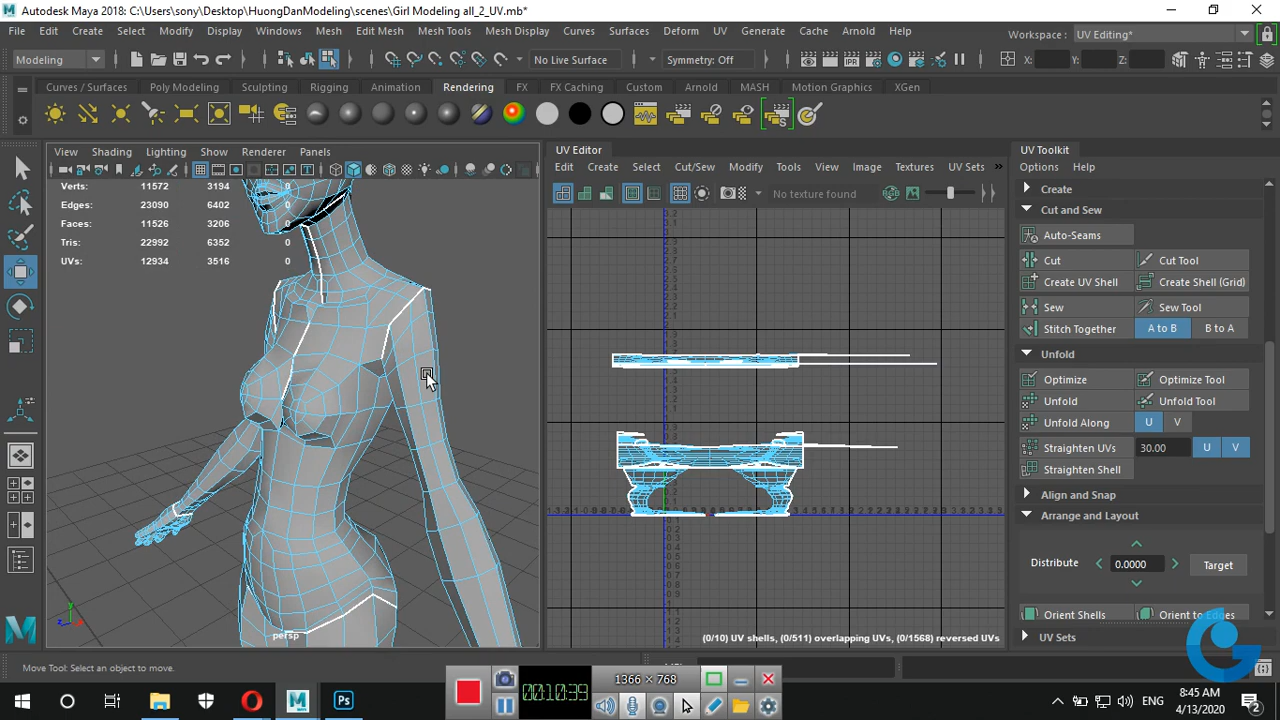 Autodesk Maya 2018: C:\Users\sony\Desktop\HuongDanModeling\scenes\Girl Modeling all_2_UV.mb*
File Edit Create Select Modify Display Windows Mesh Edit Mesh Mesh Tools Mesh Display Curves Surfaces Deform UV Generate Cache Arnold Help Workspace: UV Editing*
Modeling No Live Surface Symmetry: Off X: Y: Z:
Curves / Surfaces Poly Modeling Sculpting Rigging Animation Rendering FX FX Caching Custom Arnold Bifrost MASH Motion Graphics XGen
View Shading Lighting Show Renderer Panels
Verts: 11572 3194 0
Edges: 23090 6402 0
Faces: 11526 3206 0
Tris: 22992 6352 0
UVs: 12934 3516 0
persp
UV Editor
Edit Create Select Cut/Sew Modify Tools View Image Textures UV Sets
No texture found
(0/10) UV shells, (0/511) overlapping UVs, (0/1568) reversed UVs
UV Toolkit
Options Help
Create
Cut and Sew
Auto-Seams
Cut Cut Tool
Create UV Shell Create Shell (Grid)
Sew Sew Tool
Stitch Together A to B B to A
Unfold
Optimize Optimize Tool
Unfold Unfold Tool
Unfold Along U V
Straighten UVs 30.00 U V
Straighten Shell
Align and Snap
Arrange and Layout
Distribute 0.0000 Target
Orient Shells Orient to Edges
UV Sets
Move Tool: Select an object to move.
1366 × 768
00:10:39
ENG
8:45 AM
4/13/2020
2